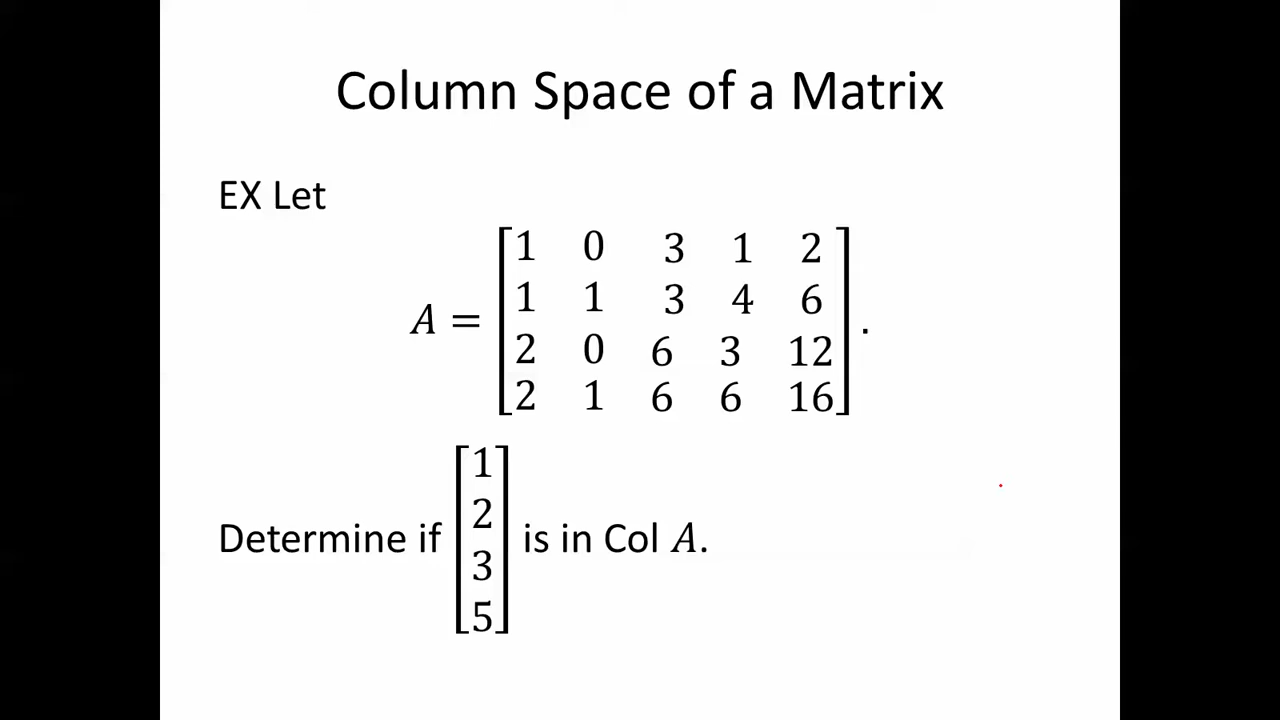 Column Space of a Matrix
EX Let
A = [1 0 3 1 2
1 1 3 4 6
2 0 6 3 12
2 1 6 6 16].
Determine if [1 2 3 5] is in Col A.